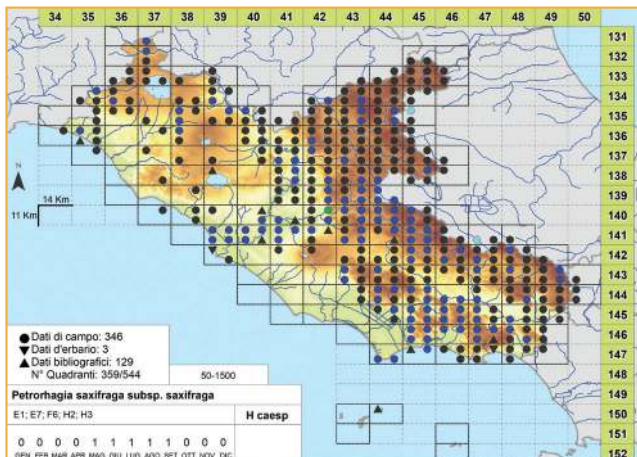 34 35 36 37 38 39 40 41 42 43 44 45 46 47 48 49 50
131
132
133
134
135
136
137
138
139
140
141
142
143
144
145
146
147
148
149
150
151
152
N
14 Km
11 Km
Dati di campo: 346
Dati d'erbario: 3
Dati bibliografici: 129
N° Quadranti: 359/544
50-1500
Petrorhagia saxifraga subsp. saxifraga
E1; E7; F6; H2; H3
H caesp
0 0 0 0 1 1 1 1 1 0 0 0
GEN FEB MAR APR MAG GIU LUG AGO SET OTT NOV DIC